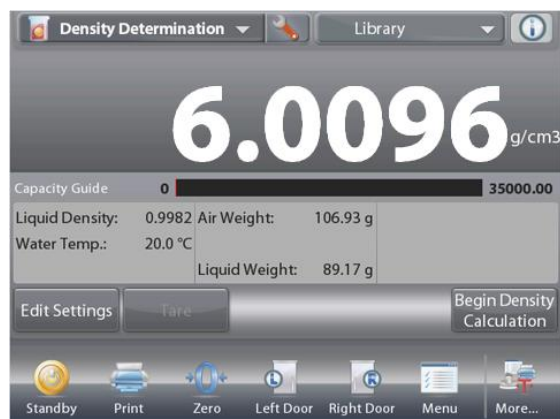 Density Determination
Library
6.0096 g/cm3
Capacity Guide 0 35000.00
Liquid Density: 0.9982 Air Weight: 106.93 g
Water Temp.: 20.0 °C
Liquid Weight: 89.17 g
Edit Settings Tare Begin Density
Calculation
L R
Standby Print Zero Left Door Right Door Menu More...